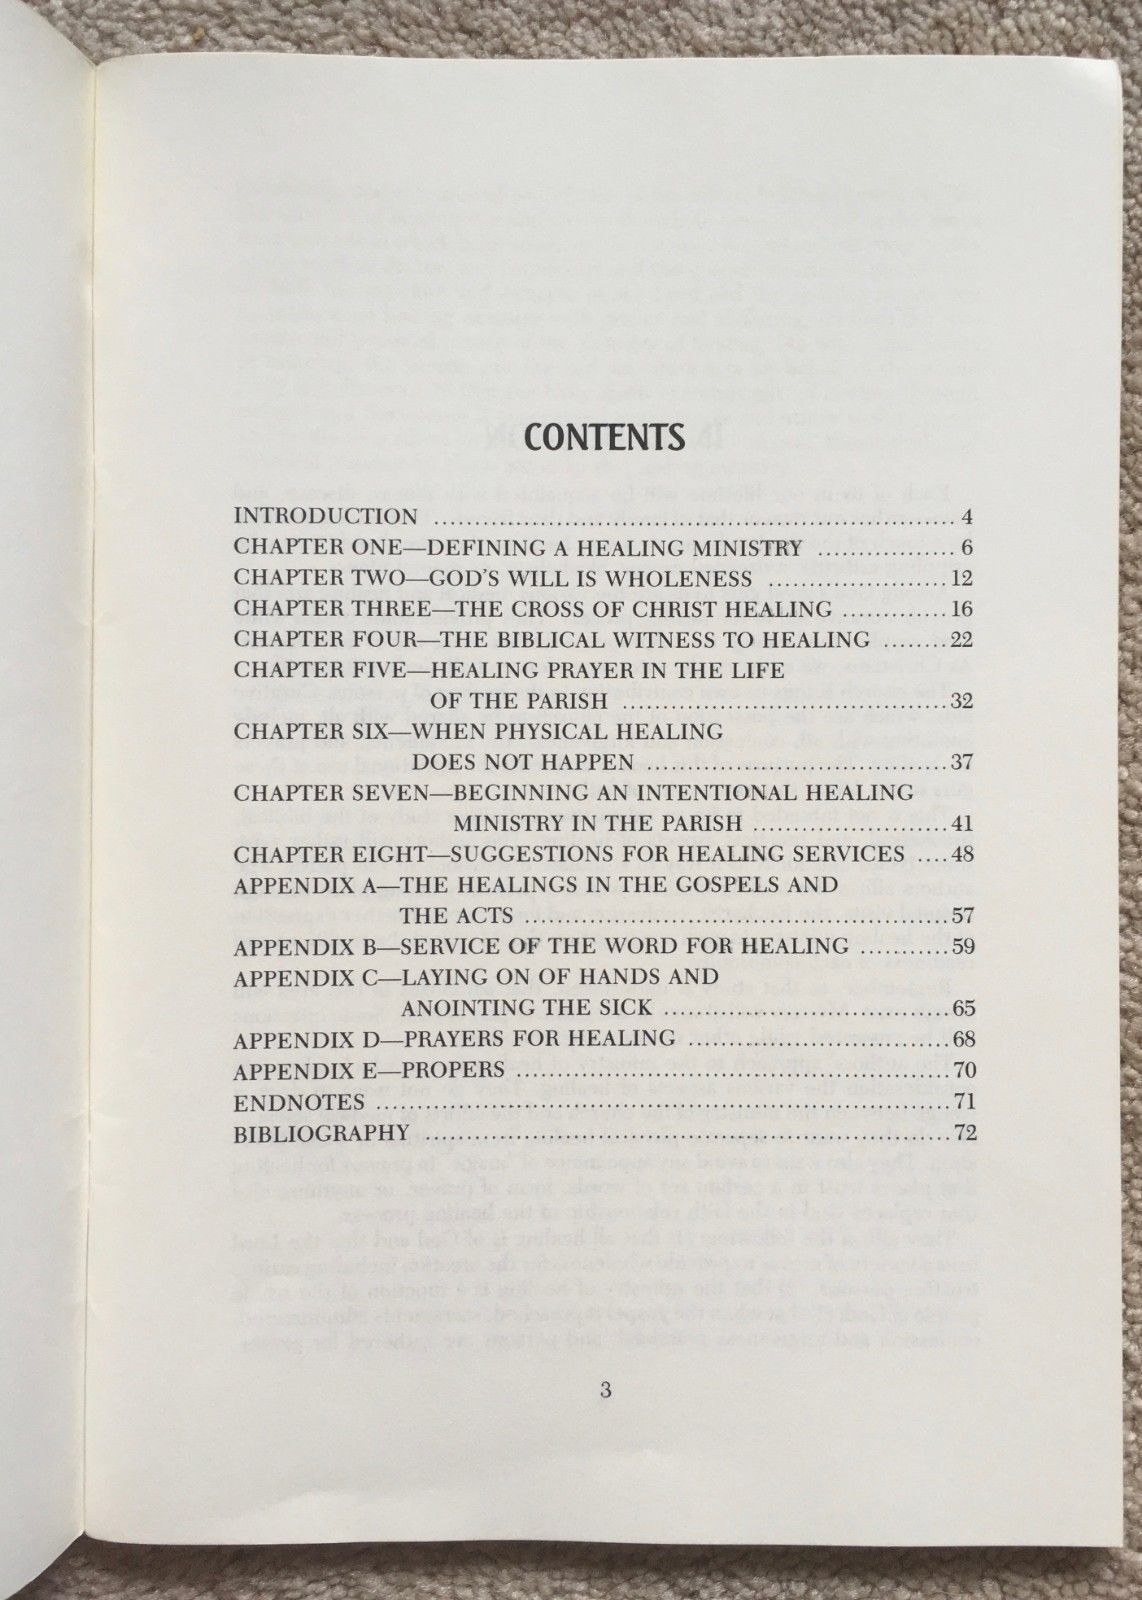 CONTENTS
INTRODUCTION ........................................................ 4
CHAPTER ONE—DEFINING A HEALING MINISTRY ................. 6
CHAPTER TWO—GOD'S WILL IS WHOLENESS ...................... 12
CHAPTER THREE—THE CROSS OF CHRIST HEALING ............. 16
CHAPTER FOUR—THE BIBLICAL WITNESS TO HEALING ........ 22
CHAPTER FIVE—HEALING PRAYER IN THE LIFE
OF THE PARISH ........................................ 32
CHAPTER SIX—WHEN PHYSICAL HEALING
DOES NOT HAPPEN ..................................... 37
CHAPTER SEVEN—BEGINNING AN INTENTIONAL HEALING
MINISTRY IN THE PARISH ........................ 41
CHAPTER EIGHT—SUGGESTIONS FOR HEALING SERVICES .... 48
APPENDIX A—THE HEALINGS IN THE GOSPELS AND
THE ACTS .................................................... 57
APPENDIX B—SERVICE OF THE WORD FOR HEALING ........... 59
APPENDIX C—LAYING ON OF HANDS AND
ANOINTING THE SICK ................................... 65
APPENDIX D—PRAYERS FOR HEALING ................................ 68
APPENDIX E—PROPERS ...................................................... 70
ENDNOTES ....................................................................... 71
BIBLIOGRAPHY ................................................................. 72
3